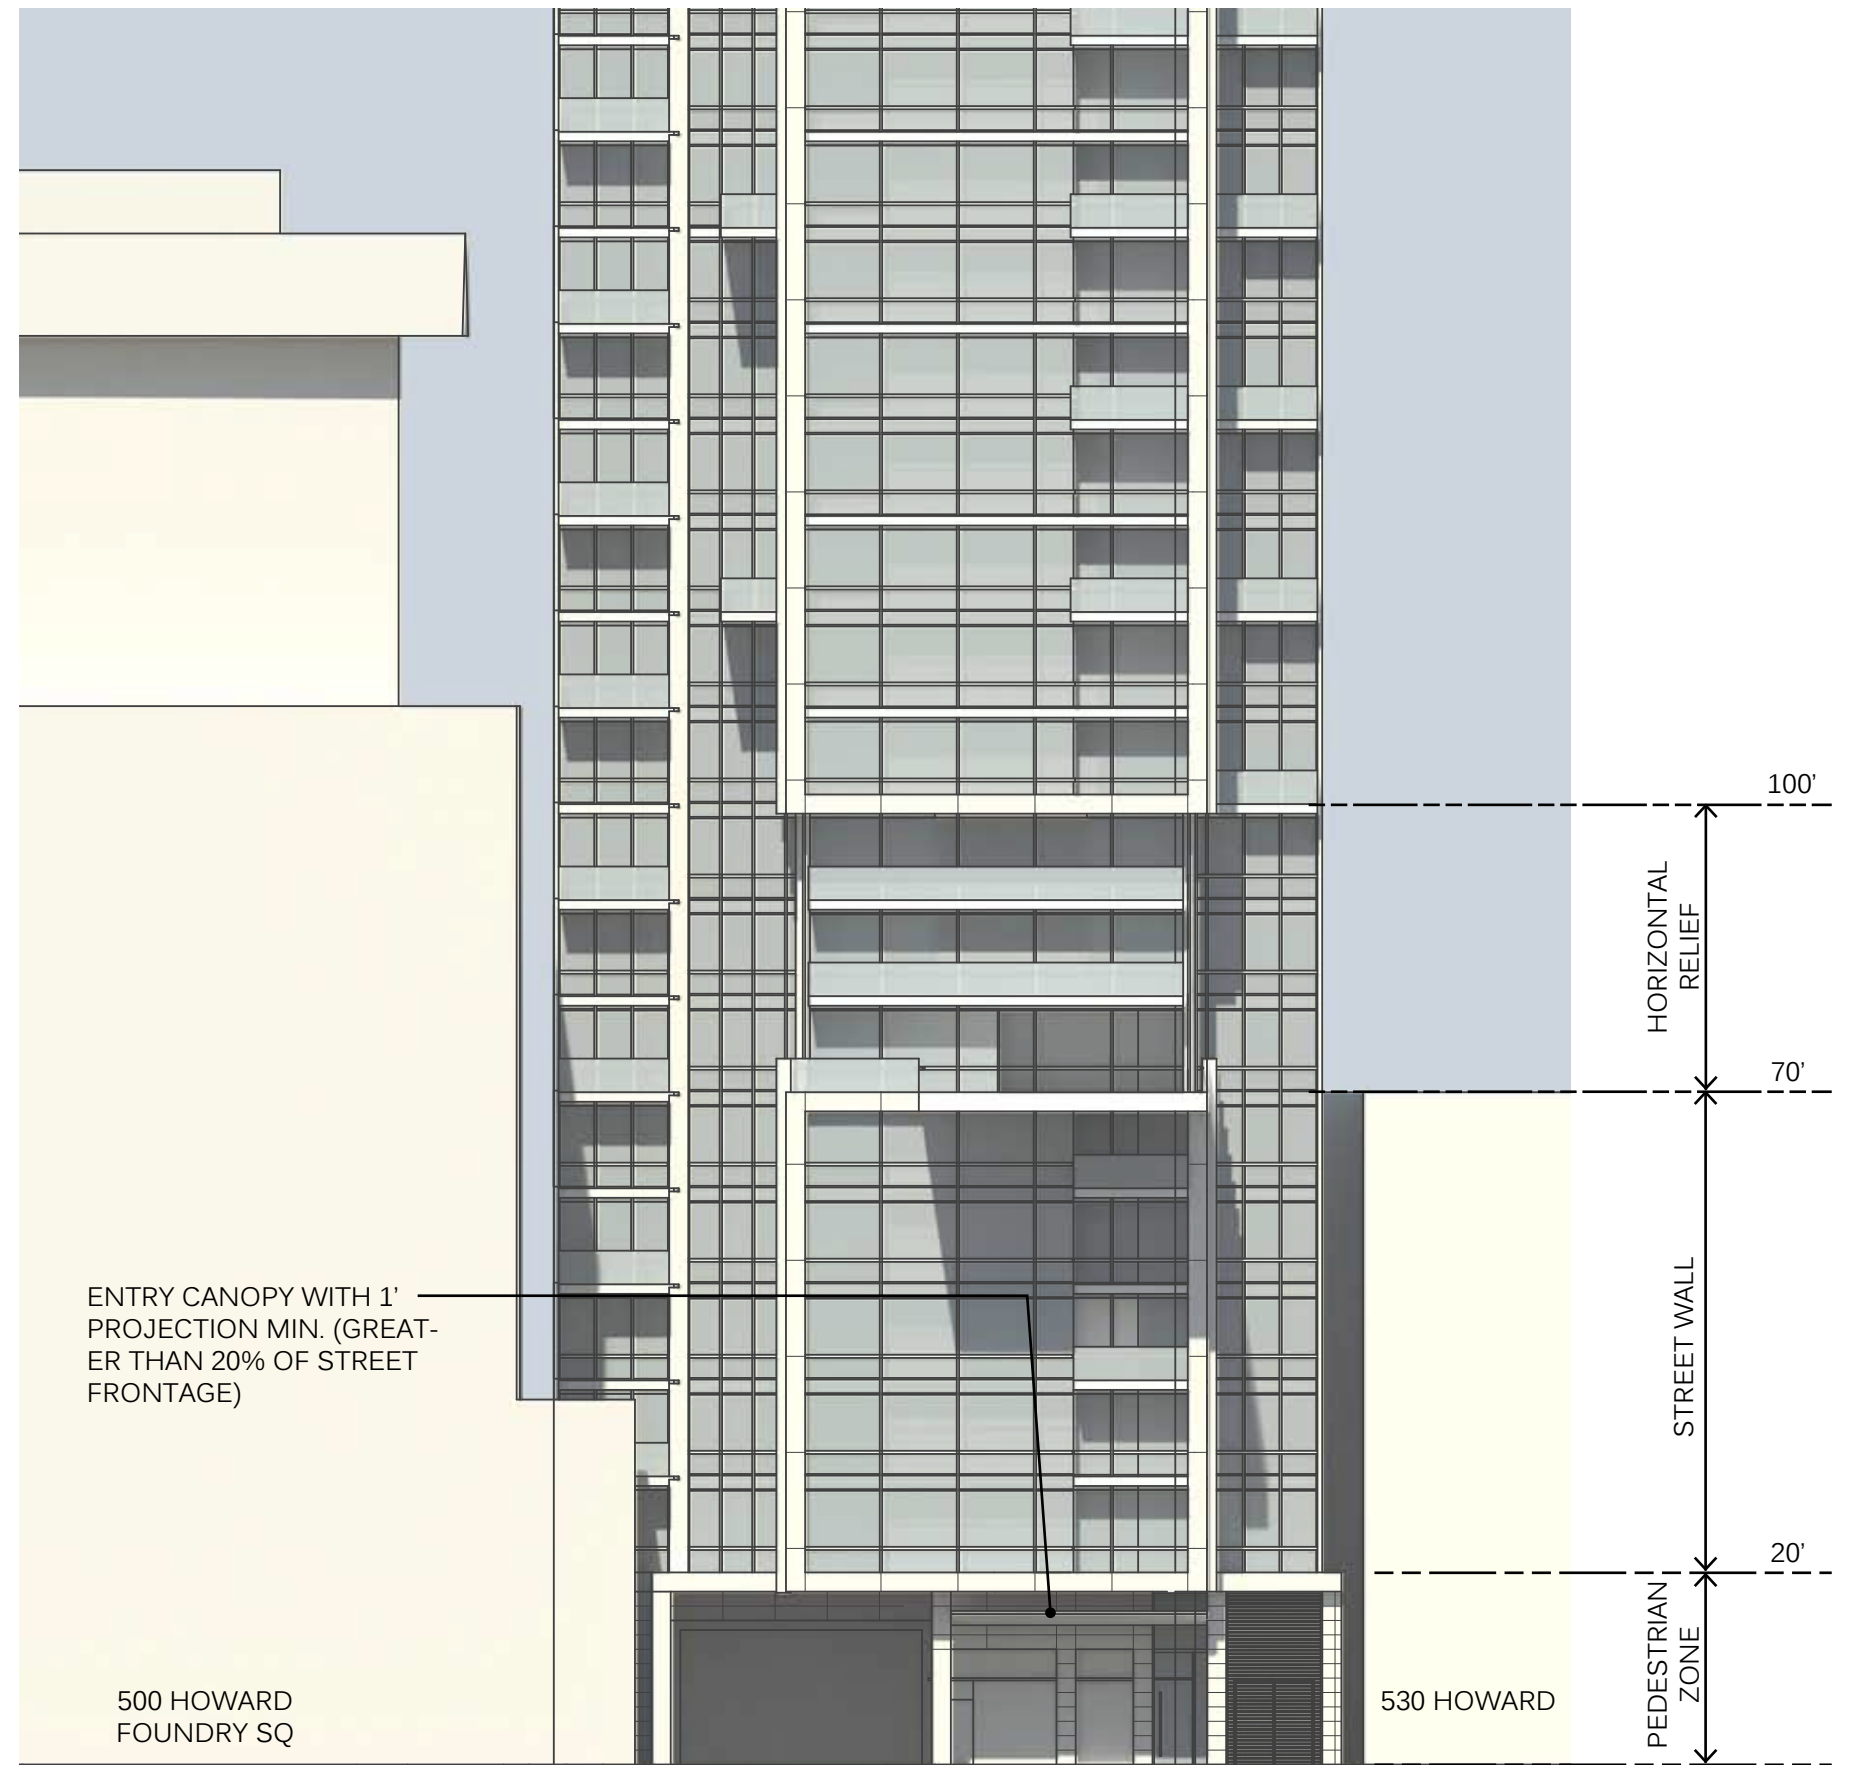 100’
HORIZONTAL
RELIEF
70’
ENTRY CANOPY WITH 1’
PROJECTION MIN. (GREAT-
ER THAN 20% OF STREET
FRONTAGE)
STREET WALL
20’
PEDESTRIAN
ZONE
500 HOWARD
FOUNDRY SQ
530 HOWARD